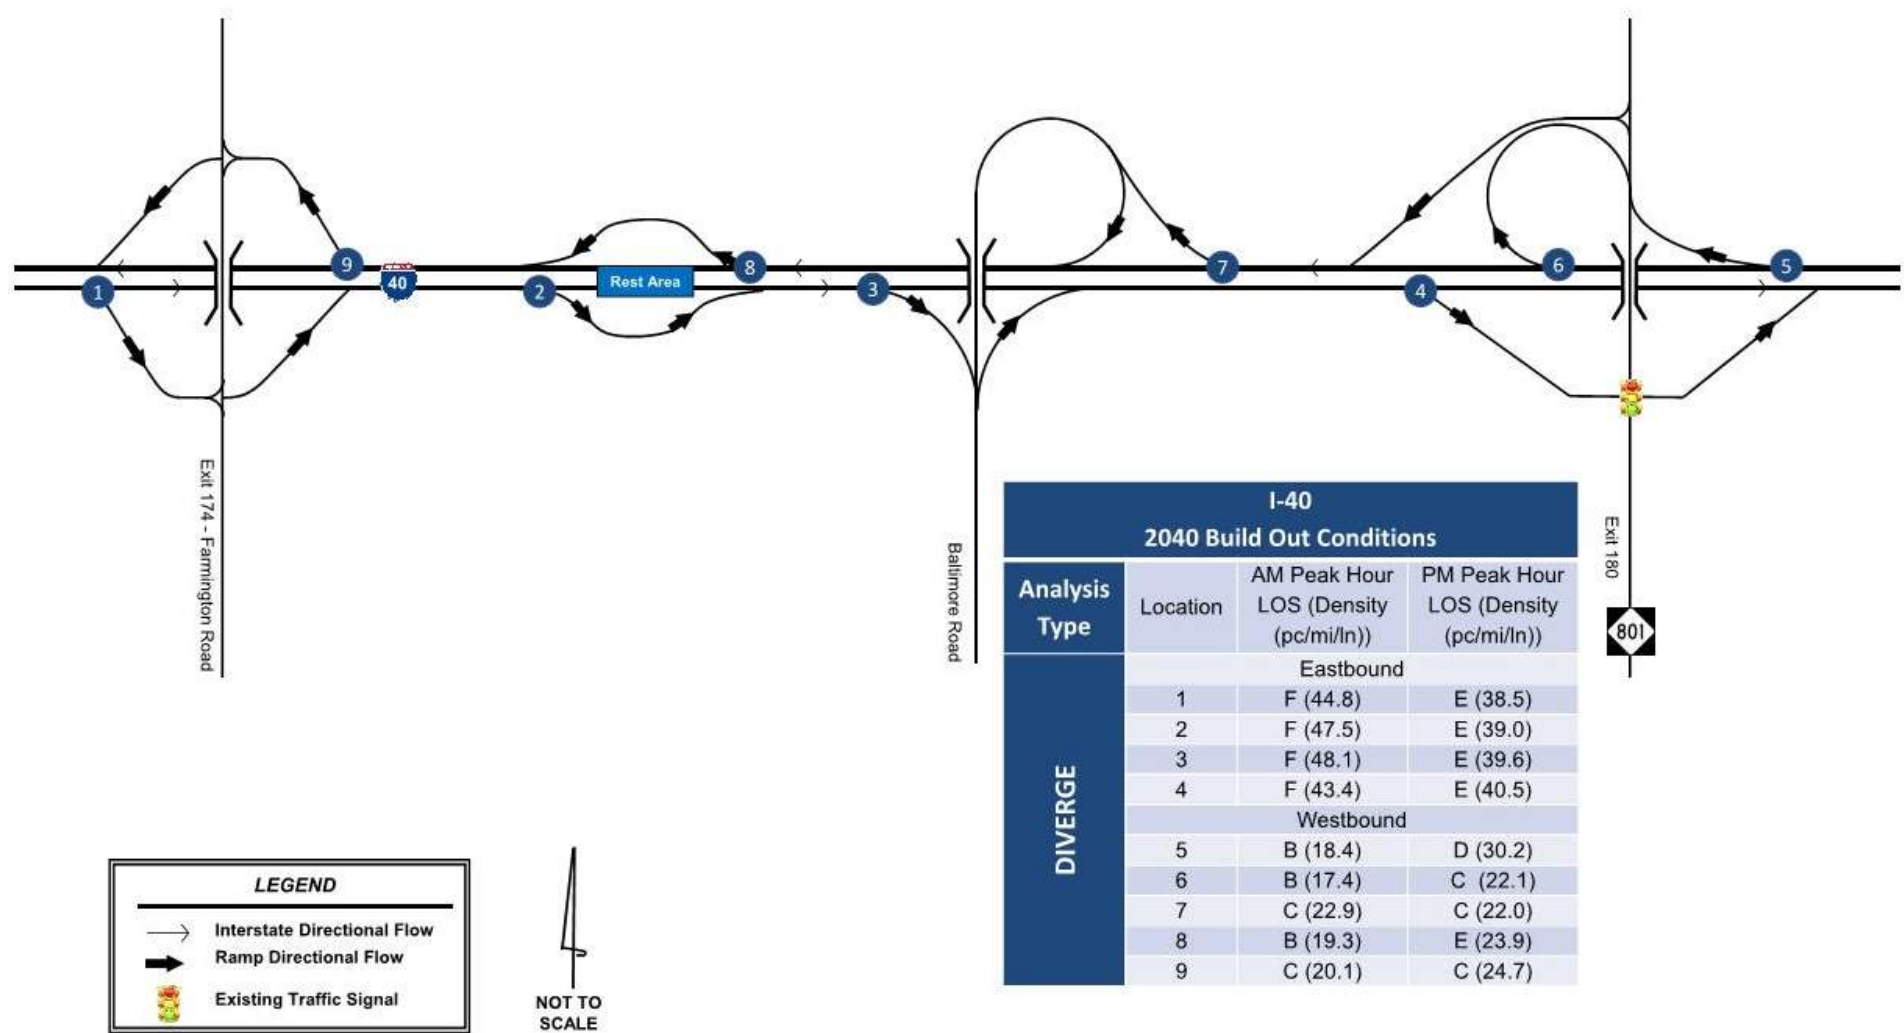 9
8
7
6
5
40
1
2
Rest Area
3
4
Exit 174 - Farmington Road
Baltimore Road
Exit 180
801
I-40
2040 Build Out Conditions
Analysis Type | Location | AM Peak Hour LOS (Density (pc/mi/ln)) | PM Peak Hour LOS (Density (pc/mi/ln))
DIVERGE
Eastbound
1 | F (44.8) | E (38.5)
2 | F (47.5) | E (39.0)
3 | F (48.1) | E (39.6)
4 | F (43.4) | E (40.5)
Westbound
5 | B (18.4) | D (30.2)
6 | B (17.4) | C (22.1)
7 | C (22.9) | C (22.0)
8 | B (19.3) | E (23.9)
9 | C (20.1) | C (24.7)
LEGEND
Interstate Directional Flow
Ramp Directional Flow
Existing Traffic Signal
NOT TO
SCALE